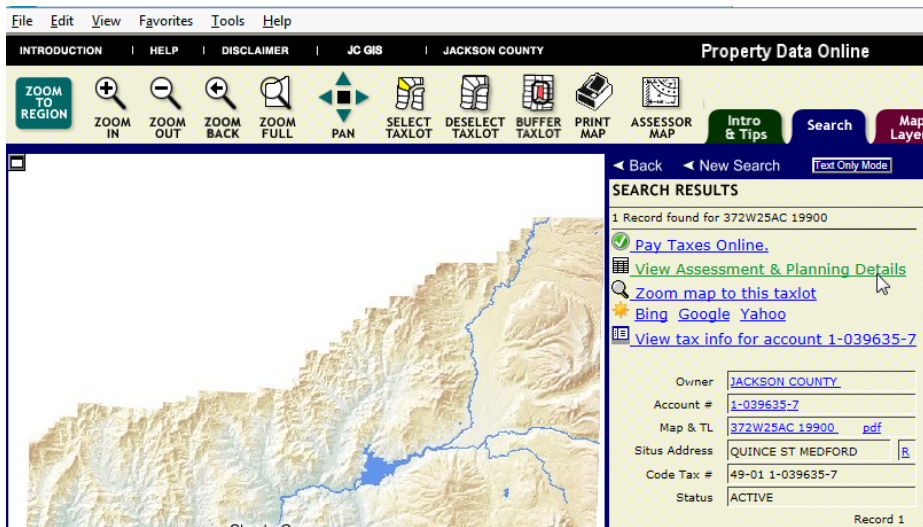 File Edit View Favorites Tools Help
INTRODUCTION | HELP | DISCLAIMER | JC GIS | JACKSON COUNTY Property Data Online
ZOOM TO REGION
ZOOM IN
ZOOM OUT
ZOOM BACK
ZOOM FULL
PAN
SELECT TAXLOT
DESELECT TAXLOT
BUFFER TAXLOT
PRINT MAP
ASSESSOR MAP
Intro & Tips
Search
Map Layer
Back New Search Text Only Mode
SEARCH RESULTS
1 Record found for 372W25AC 19900
Pay Taxes Online.
View Assessment & Planning Details
Zoom map to this taxlot
Bing Google Yahoo
View tax info for account 1-039635-7
Owner JACKSON COUNTY
Account # 1-039635-7
Map & TL 372W25AC 19900 pdf
Situs Address QUINCE ST MEDFORD R
Code Tax # 49-01 1-039635-7
Status ACTIVE
Record 1